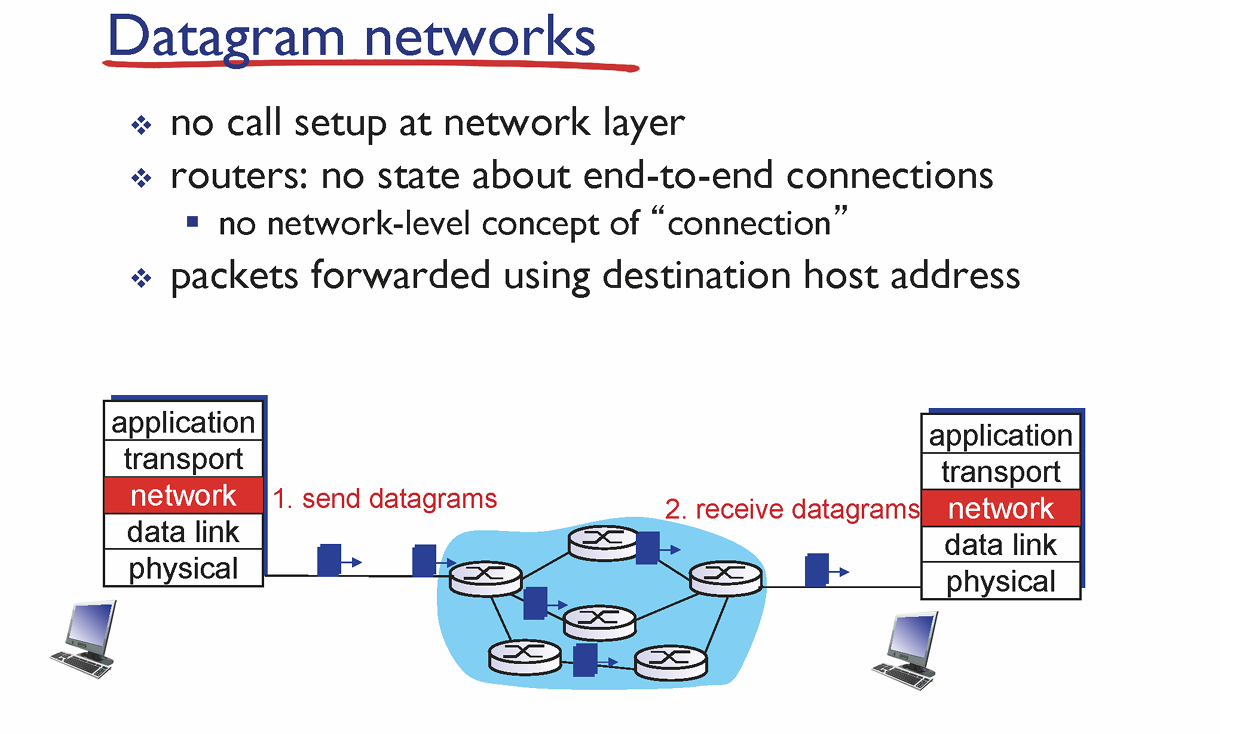 Datagram networks
no call setup at network layer
routers: no state about end-to-end connections
no network-level concept of “connection”
packets forwarded using destination host address
application
transport
network
data link
physical
1. send datagrams
2. receive datagrams
application
transport
network
data link
physical